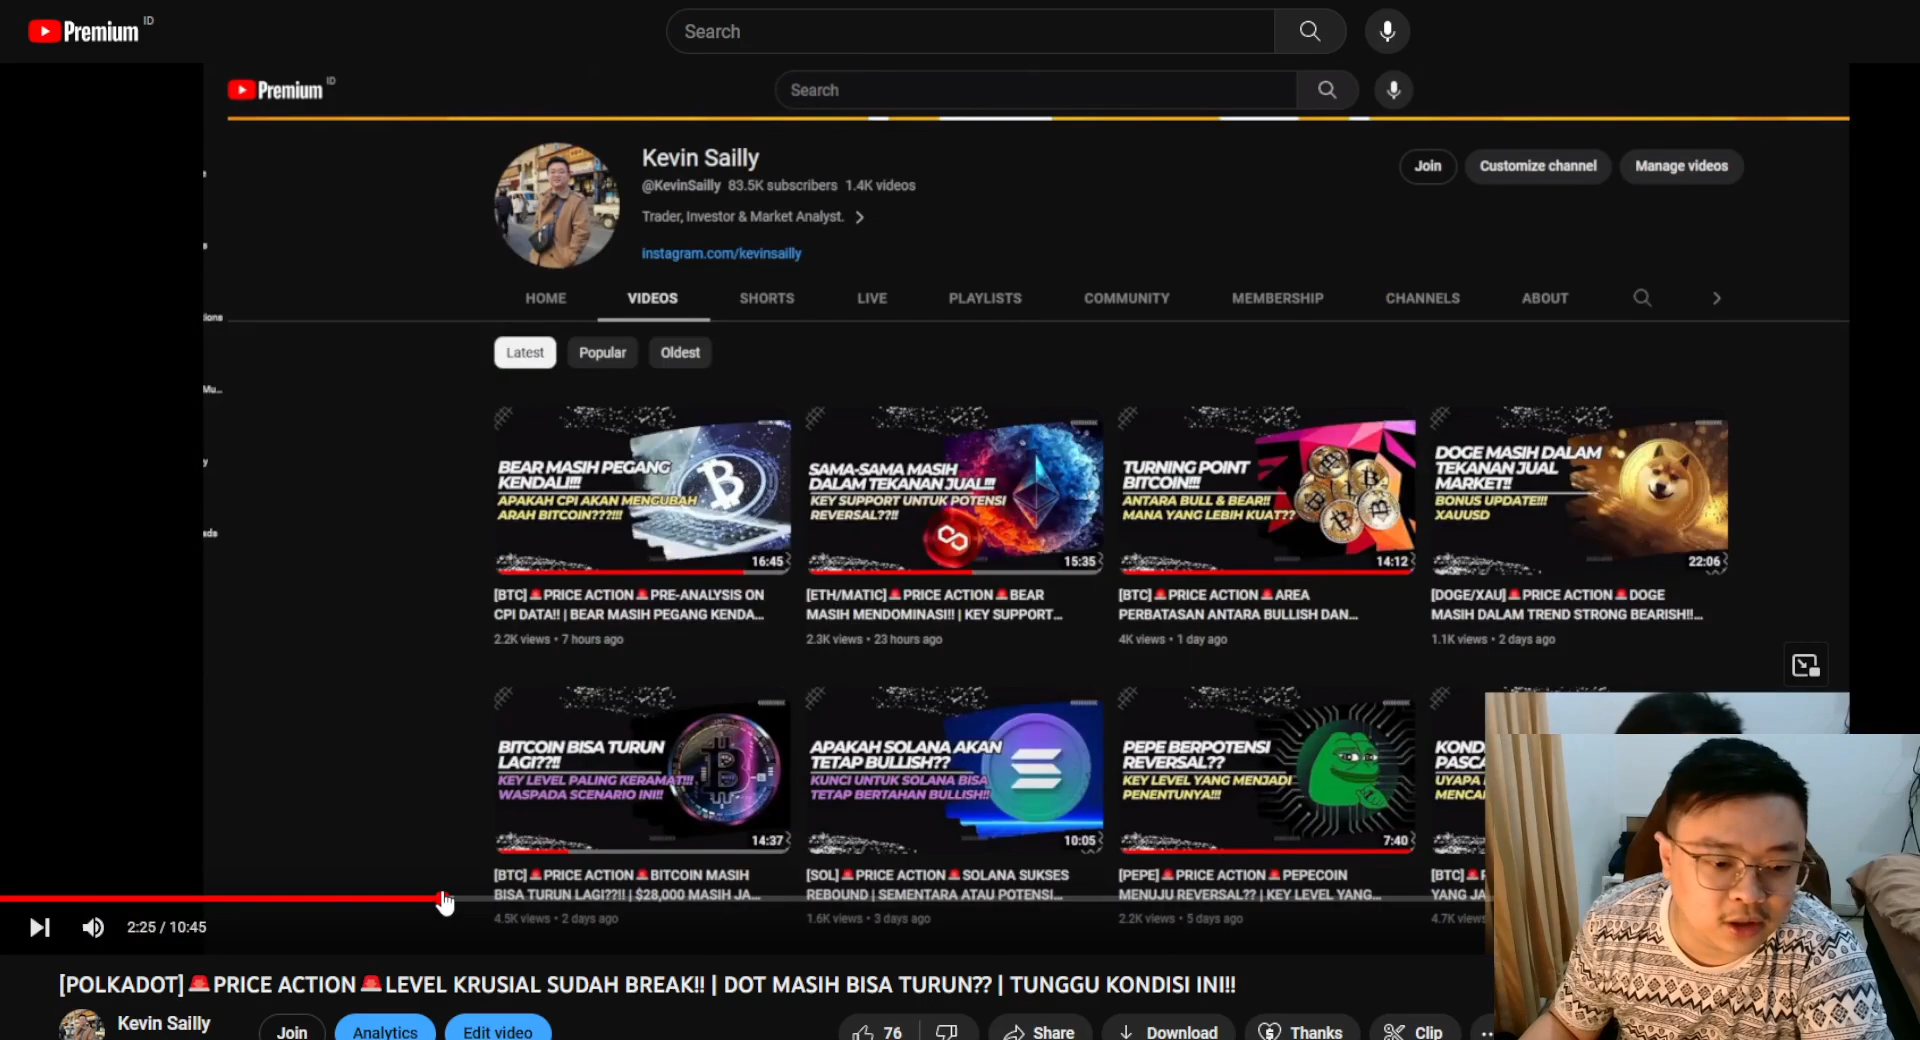 Premium ID
Search
Premium ID
Search
Kevin Sailly
@KevinSailly 83.5K subscribers 1.4K videos
Trader, Investor & Market Analyst.
instagram.com/kevinsailly
Join
Customize channel
Manage videos
HOME
VIDEOS
SHORTS
LIVE
PLAYLISTS
COMMUNITY
MEMBERSHIP
CHANNELS
ABOUT
Latest
Popular
Oldest
BEAR MASIH PEGANG
KENDALI!!!
APAKAH CPI AKAN MENGUBAH
ARAH BITCOIN???!!!
16:45
[BTC]🚨PRICE ACTION🚨PRE-ANALYSIS ON
CPI DATA!! | BEAR MASIH PEGANG KENDA...
2.2K views • 7 hours ago
SAMA-SAMA MASIH
DALAM TEKANAN JUAL!!!
KEY SUPPORT UNTUK POTENSI
REVERSAL??!!
15:35
[ETH/MATIC]🚨PRICE ACTION🚨BEAR
MASIH MENDOMINASI!! | KEY SUPPORT...
2.3K views • 23 hours ago
TURNING POINT
BITCOIN!!!
ANTARA BULL & BEAR!!
MANA YANG LEBIH KUAT??
14:12
[BTC]🚨PRICE ACTION🚨AREA
PERBATASAN ANTARA BULLISH DAN...
4K views • 1 day ago
DOGE MASIH DALAM
TEKANAN JUAL
MARKET!!
BONUS UPDATE!!!
XAUUSD
22:06
[DOGE/XAU]🚨PRICE ACTION🚨DOGE
MASIH DALAM TREND STRONG BEARISH!!...
1.1K views • 2 days ago
BITCOIN BISA TURUN
LAGI??!!
KEY LEVEL PALING KERAMAT!!!
WASPADA SCENARIO INI!!
14:37
[BTC]🚨PRICE ACTION🚨BITCOIN MASIH
BISA TURUN LAGI??!! | $28,000 MASIH JA...
4.5K views • 2 days ago
APAKAH SOLANA AKAN
TETAP BULLISH??
KUNCI UNTUK SOLANA BISA
TETAP BERTAHAN BULLISH!!
10:05
[SOL]🚨PRICE ACTION🚨SOLANA SUKSES
REBOUND | SEMENTARA ATAU POTENSI...
1.6K views • 3 days ago
PEPE BERPOTENSI
REVERSAL??
KEY LEVEL YANG MENJADI
PENENTUNYA!!!
7:40
[PEPE]🚨PRICE ACTION🚨PEPECOIN
MENUJU REVERSAL?? | KEY LEVEL YANG...
2.2K views • 5 days ago
KOND
PASCA
UYAPA
MENCA
[BTC]🚨P
YANG JA
4.7K views
2:25 / 10:45
[POLKADOT]🚨PRICE ACTION🚨LEVEL KRUSIAL SUDAH BREAK!! | DOT MASIH BISA TURUN?? | TUNGGU KONDISI INI!!!
Kevin Sailly
Join
Analytics
Edit video
76
Share
Download
Thanks
Clip